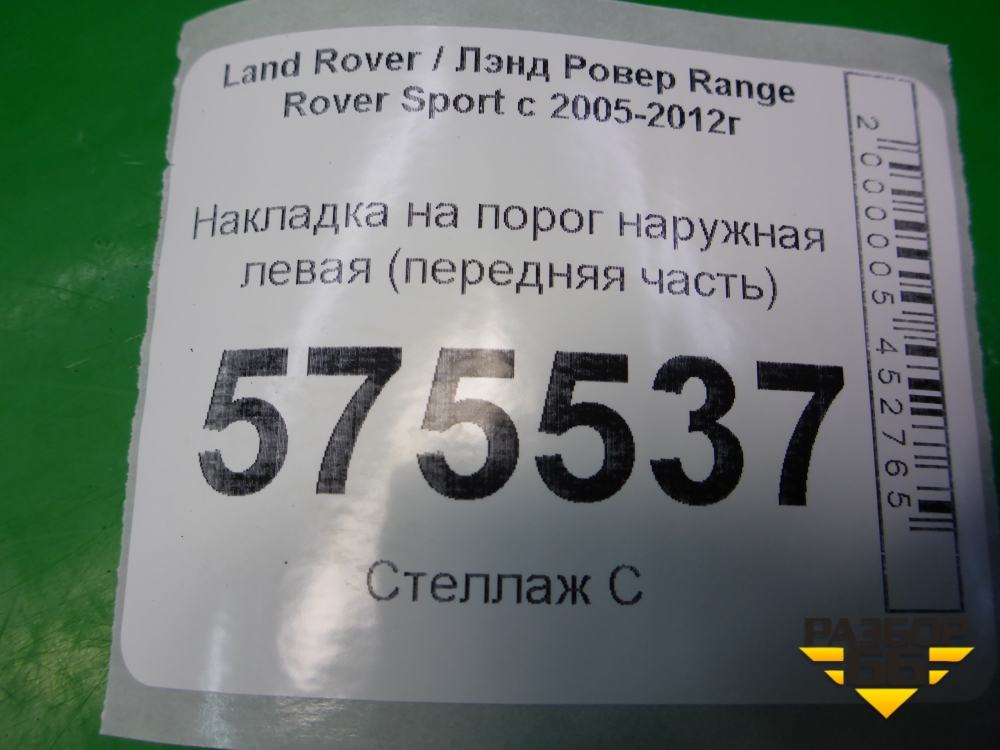 Land Rover / Лэнд Ровер Range
Rover Sport с 2005-2012г
Накладка на порог наружная
левая (передняя часть)
575537
Стеллаж С
2000005452765
РАЗБОР
66